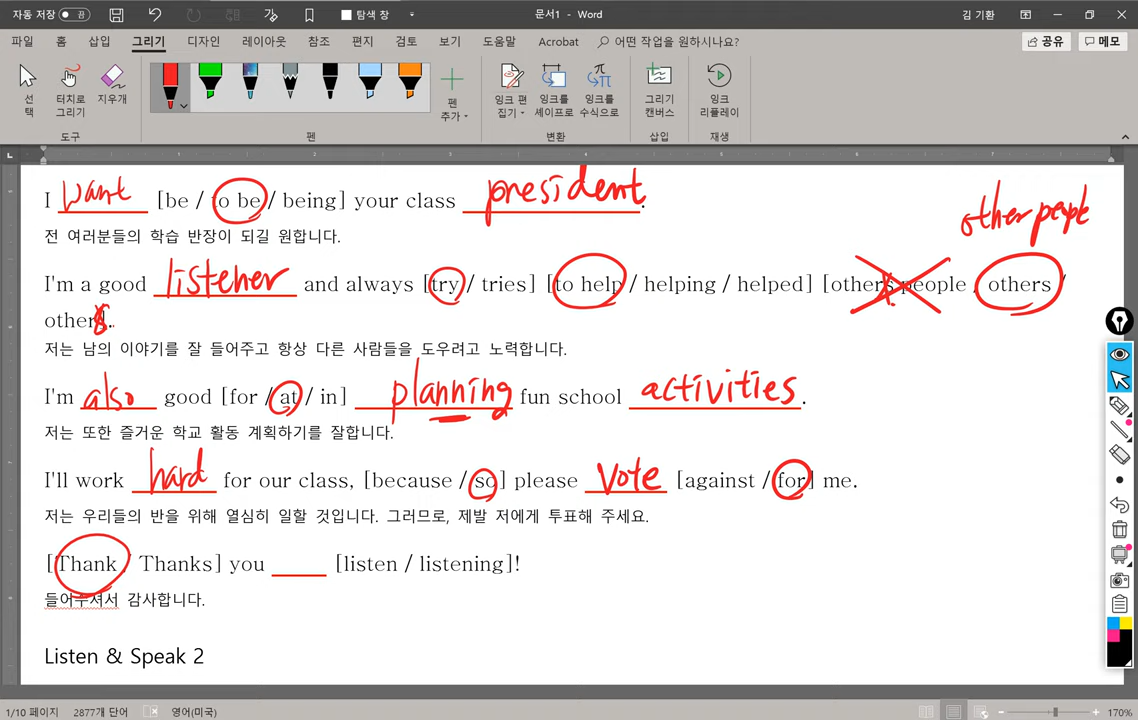 자동 저장 끔 탐색 창 문서1 - Word 김 기환
파일 홈 삽입 그리기 디자인 레이아웃 참조 편지 검토 보기 도움말 Acrobat 어떤 작업을 원하시나요? 공유 메모
선택 터치로 그리기 지우개 펜 추가 잉크 편집기 잉크를 셰이프로 잉크를 수식으로 그리기 캔버스 잉크 리플레이
도구 펜 변환 삽입 재생
I want [be / to be / being] your class president.
전 여러분들의 학습 반장이 되길 원합니다.
other people
I'm a good listener and always [try / tries] [to help / helping / helped] [others people / others /
others].
저는 남의 이야기를 잘 들어주고 항상 다른 사람들을 도우려고 노력합니다.
I'm also good [for / at / in] planning fun school activities.
저는 또한 즐거운 학교 활동 계획하기를 잘합니다.
I'll work hard for our class, [because / so] please vote [against / for] me.
저는 우리들의 반을 위해 열심히 일할 것입니다. 그러므로, 제발 저에게 투표해 주세요.
[Thank / Thanks] you ____ [listen / listening]!
들어주셔서 감사합니다.
Listen & Speak 2
1/10 페이지 2877개 단어 영어(미국) 170%